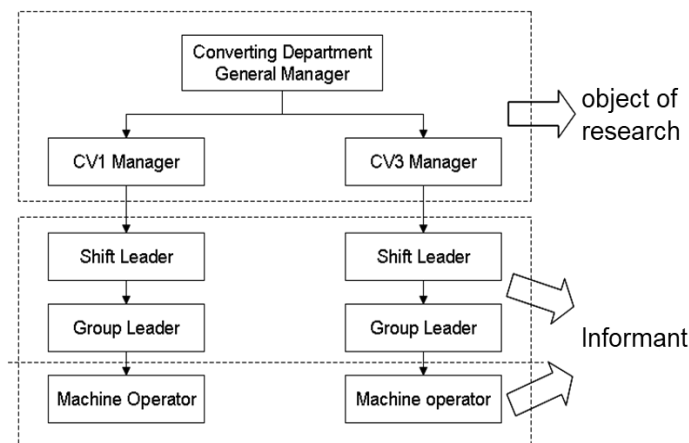 Converting Department
General Manager
object of
research
CV1 Manager
CV3 Manager
Shift Leader
Shift Leader
Group Leader
Group Leader
Informant
Machine Operator
Machine operator